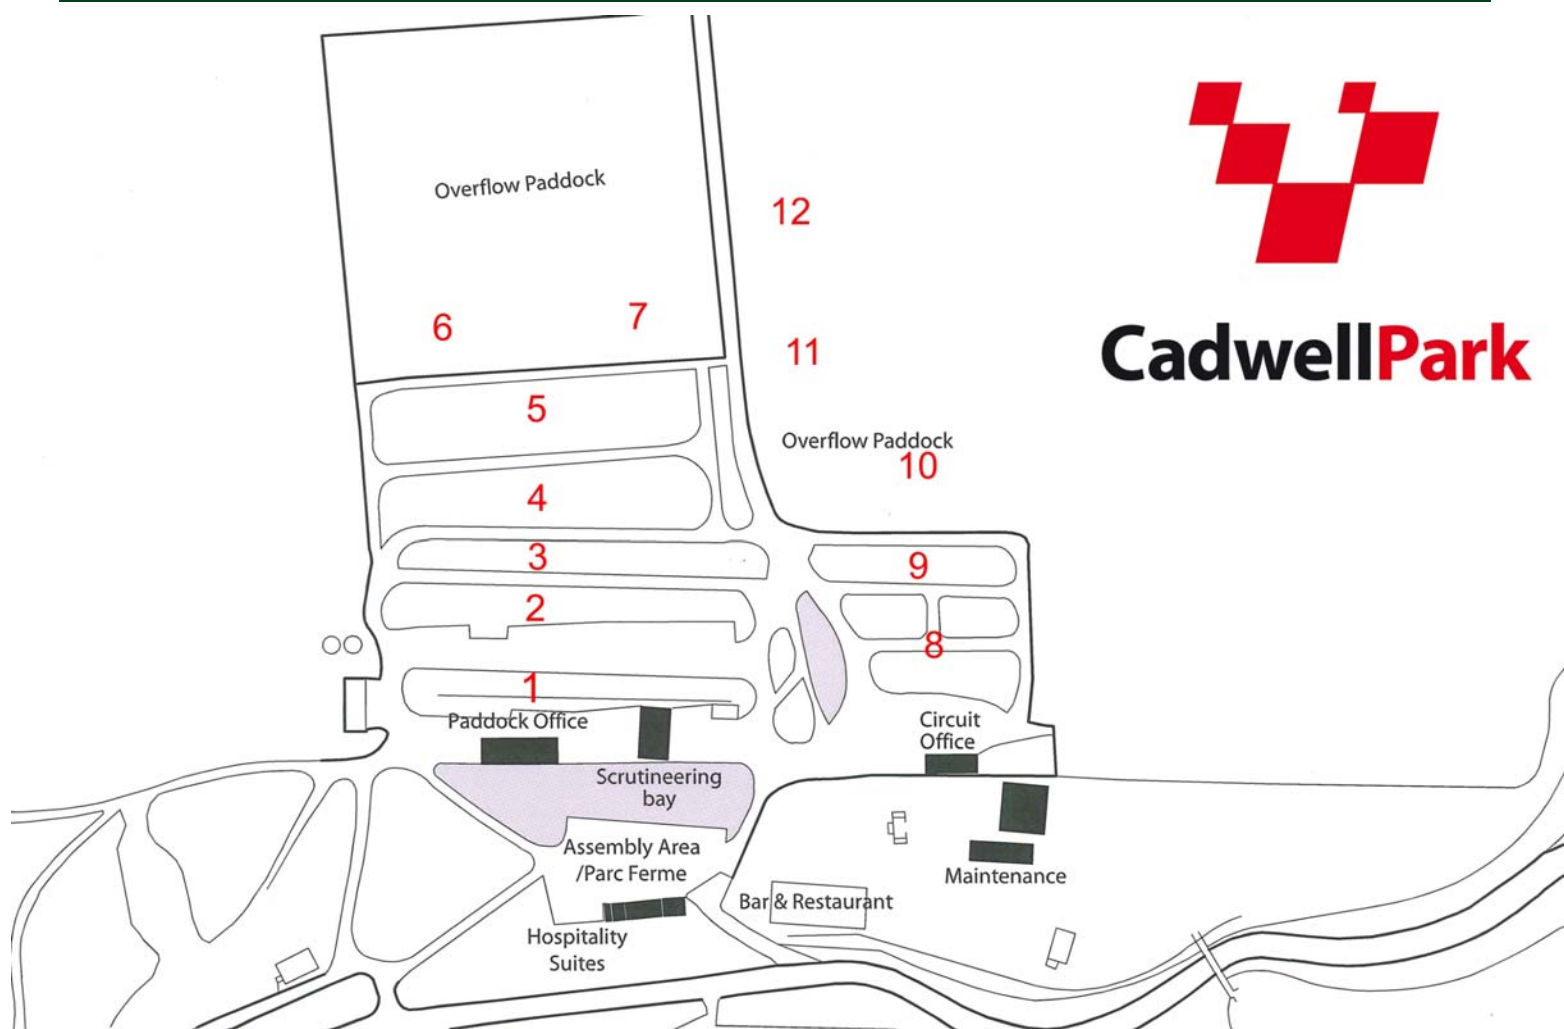 Overflow Paddock
12
7
6
11
5
Overflow Paddock
10
4
3
9
2
8
1
Paddock Office
Circuit
Office
Scrutineering
bay
Assembly Area
/Parc Ferme
Maintenance
Bar & Restaurant
Hospitality
Suites
CadwellPark